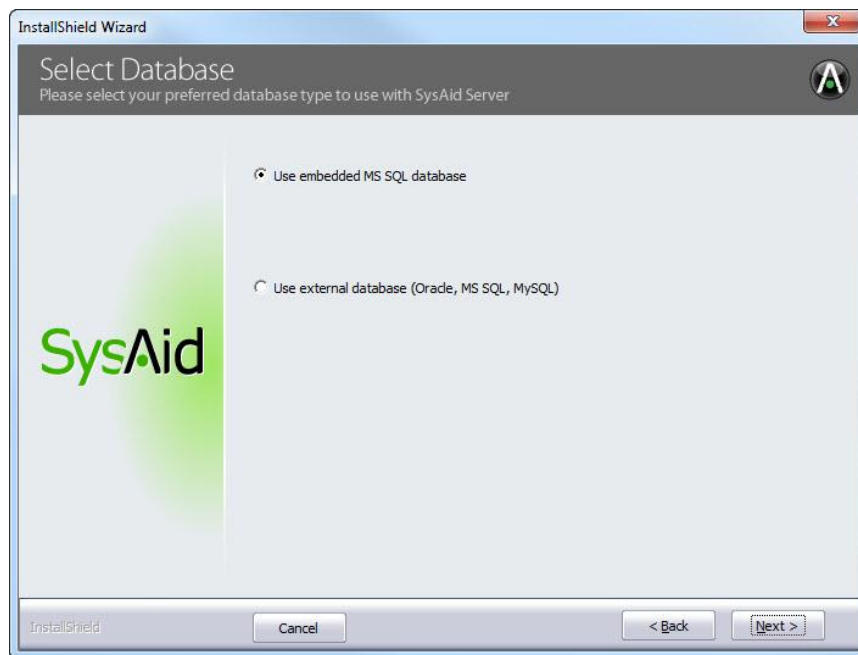 InstallShield Wizard
Select Database
Please select your preferred database type to use with SysAid Server
Use embedded MS SQL database
Use external database (Oracle, MS SQL, MySQL)
SysAid
InstallShield
Cancel
< Back
Next >